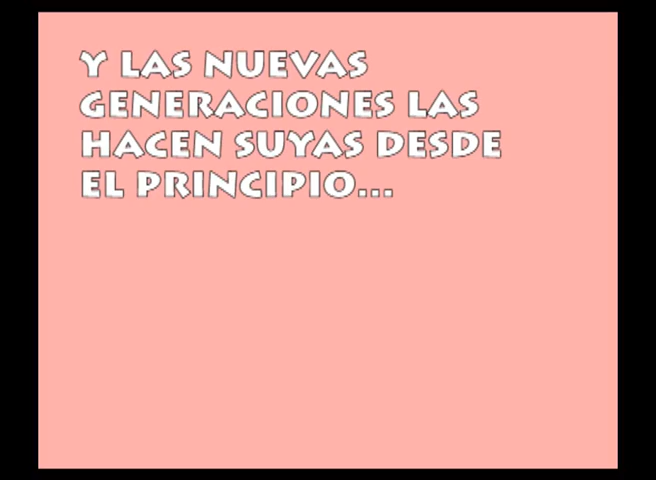 Y LAS NUEVAS
GENERACIONES LAS
HACEN SUYAS DESDE
EL PRINCIPIO...